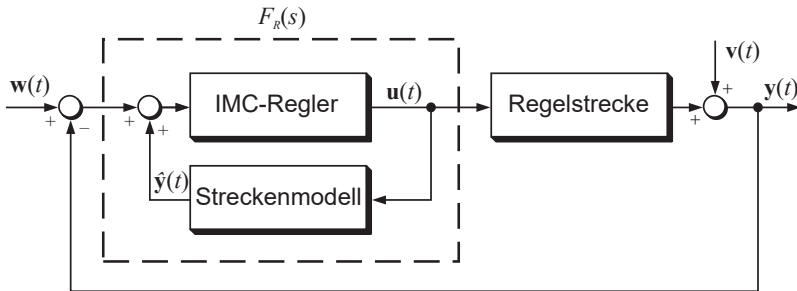 F_R(s)
w(t)
IMC-Regler
u(t)
Regelstrecke
v(t)
y(t)
+
−
+
+
+
+
ŷ(t)
Streckenmodell